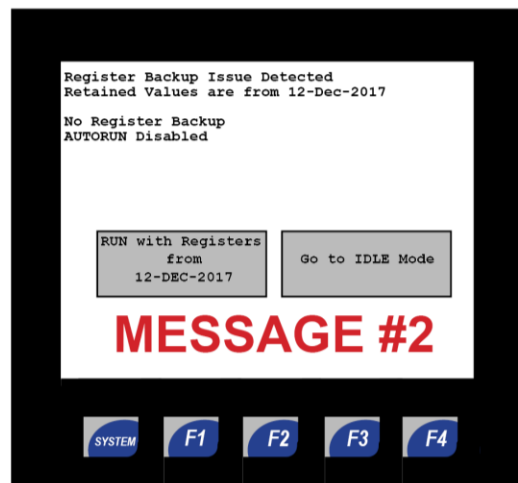 Register Backup Issue Detected
Retained Values are from 12-Dec-2017
No Register Backup
AUTORUN Disabled
RUN with Registers
from
12-DEC-2017
Go to IDLE Mode
MESSAGE #2
SYSTEM
F1
F2
F3
F4